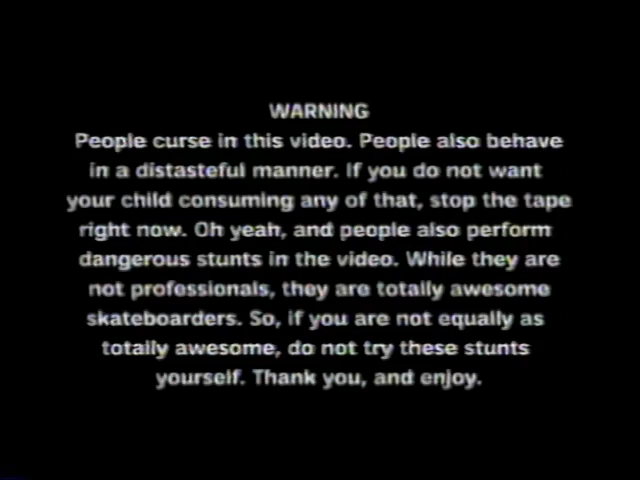 WARNING
People curse in this video. People also behave
in a distasteful manner. If you do not want
your child consuming any of that, stop the tape
right now. Oh yeah, and people also perform
dangerous stunts in the video. While they are
not professionals, they are totally awesome
skateboarders. So, if you are not equally as
totally awesome, do not try these stunts
yourself. Thank you, and enjoy.